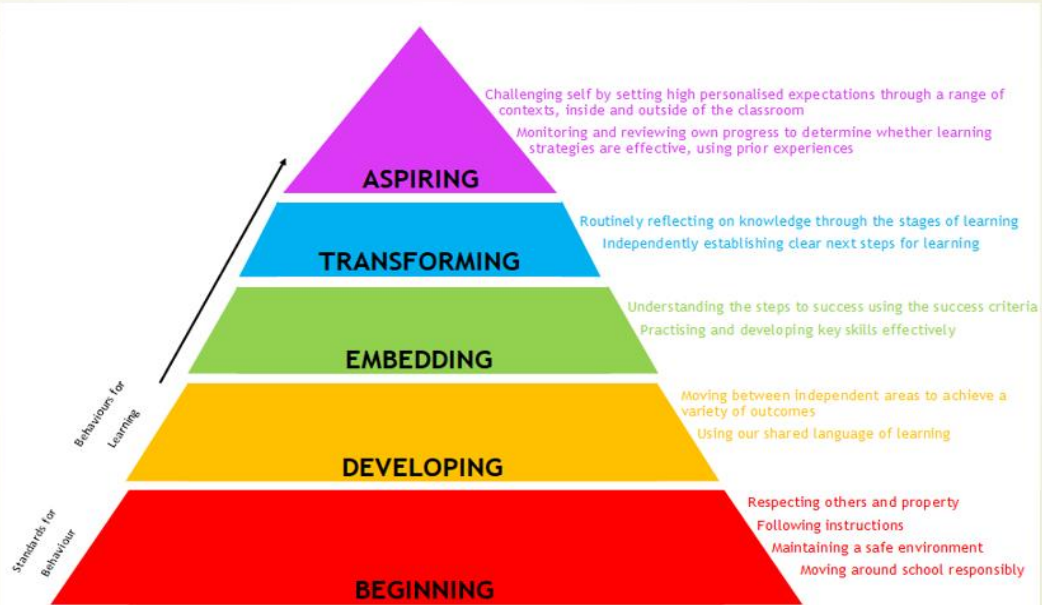 Challenging self by setting high personalised expectations through a range of
contexts, inside and outside of the classroom
Monitoring and reviewing own progress to determine whether learning
strategies are effective, using prior experiences
ASPIRING
Routinely reflecting on knowledge through the stages of learning
Independently establishing clear next steps for learning
TRANSFORMING
Understanding the steps to success using the success criteria
Practising and developing key skills effectively
EMBEDDING
Behaviours for
Learning
Moving between independent areas to achieve a
variety of outcomes
Using our shared language of learning
DEVELOPING
Standards for
Behaviour
Respecting others and property
Following instructions
Maintaining a safe environment
Moving around school responsibly
BEGINNING